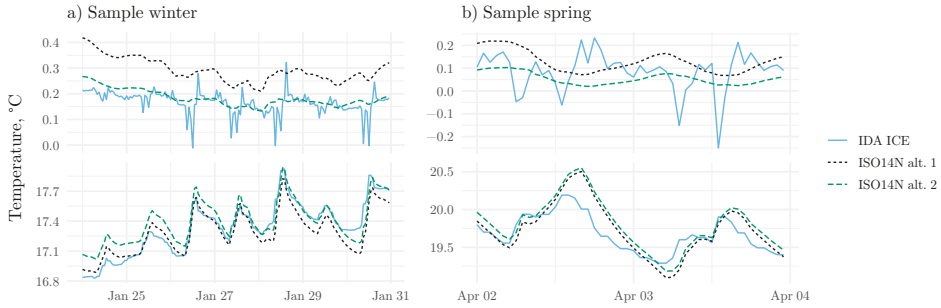 a) Sample winter
b) Sample spring
Temperature, °C
0.4
0.3
0.2
0.1
0.0
0.2
0.1
0.0
−0.1
−0.2
17.7
17.4
17.1
16.8
20.5
20.0
19.5
Jan 25
Jan 27
Jan 29
Jan 31
Apr 02
Apr 03
Apr 04
IDA ICE
ISO14N alt. 1
ISO14N alt. 2